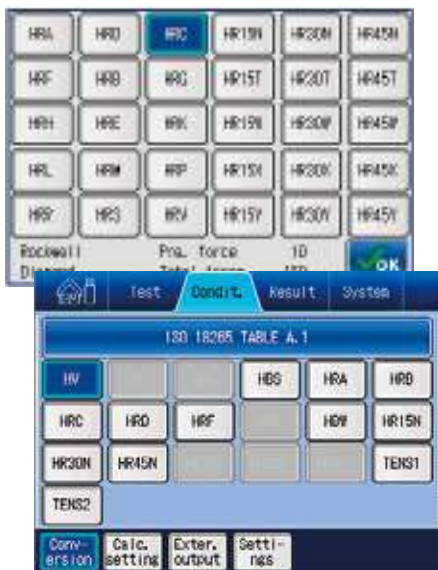 HRA HRD HRC HR15N HR30N HR45N
HRF HRB HRG HR15T HR30T HR45T
HRH HRE HRK HR15W HR30W HR45W
HRL HRM HRP HR15X HR30X HR45X
HRR HRS HRV HR15Y HR30Y HR45Y
Rockwell Pre. force 10
Diamond Total force OK
Test Condit. Result System
ISO 18265 TABLE A.1
HV HBS HRA HRB
HRC HRD HRF HBW HR15N
HR30N HR45N TENS1
TENS2
Conv- Calc. Exter. Setti-
ersion setting output ngs